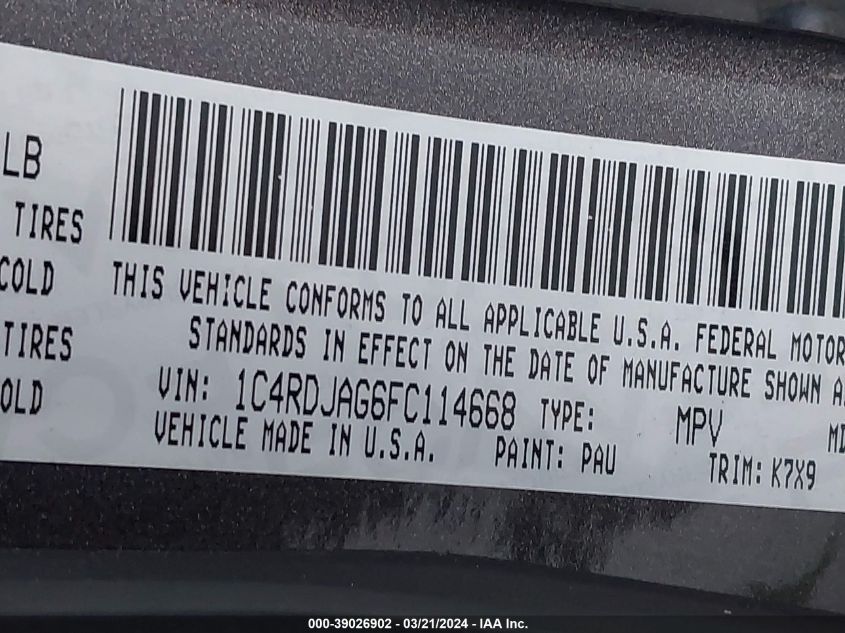 LB
TIRES
COLD
TIRES
OLD
THIS VEHICLE CONFORMS TO ALL APPLICABLE U.S.A. FEDERAL MOTOR
STANDARDS IN EFFECT ON THE DATE OF MANUFACTURE SHOWN A
VIN: 1C4RDJAG6FC114668 TYPE: MPV MD
VEHICLE MADE IN U.S.A. PAINT: PAU TRIM: K7X9
000-39026902 - 03/21/2024 - IAA Inc.